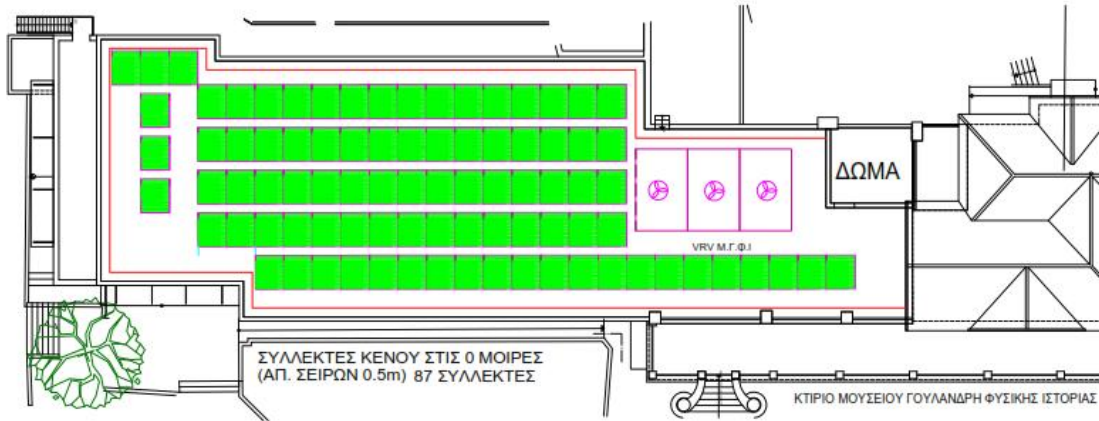 ΔΩΜΑ
VRV Μ.Γ.Φ.Ι
ΣΥΛΛΕΚΤΕΣ ΚΕΝΟΥ ΣΤΙΣ 0 ΜΟΙΡΕΣ
(ΑΠ. ΣΕΙΡΩΝ 0.5m) 87 ΣΥΛΛΕΚΤΕΣ
ΚΤΙΡΙΟ ΜΟΥΣΕΙΟΥ ΓΟΥΛΑΝΔΡΗ ΦΥΣΙΚΗΣ ΙΣΤΟΡΙΑΣ